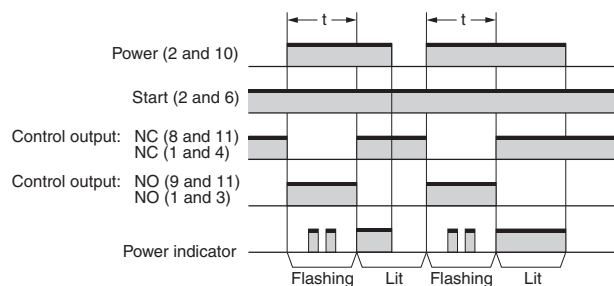 t t
Power (2 and 10)
Start (2 and 6)
Control output: NC (8 and 11)
NC (1 and 4)
Control output: NO (9 and 11)
NO (1 and 3)
Power indicator
Flashing Lit Flashing Lit